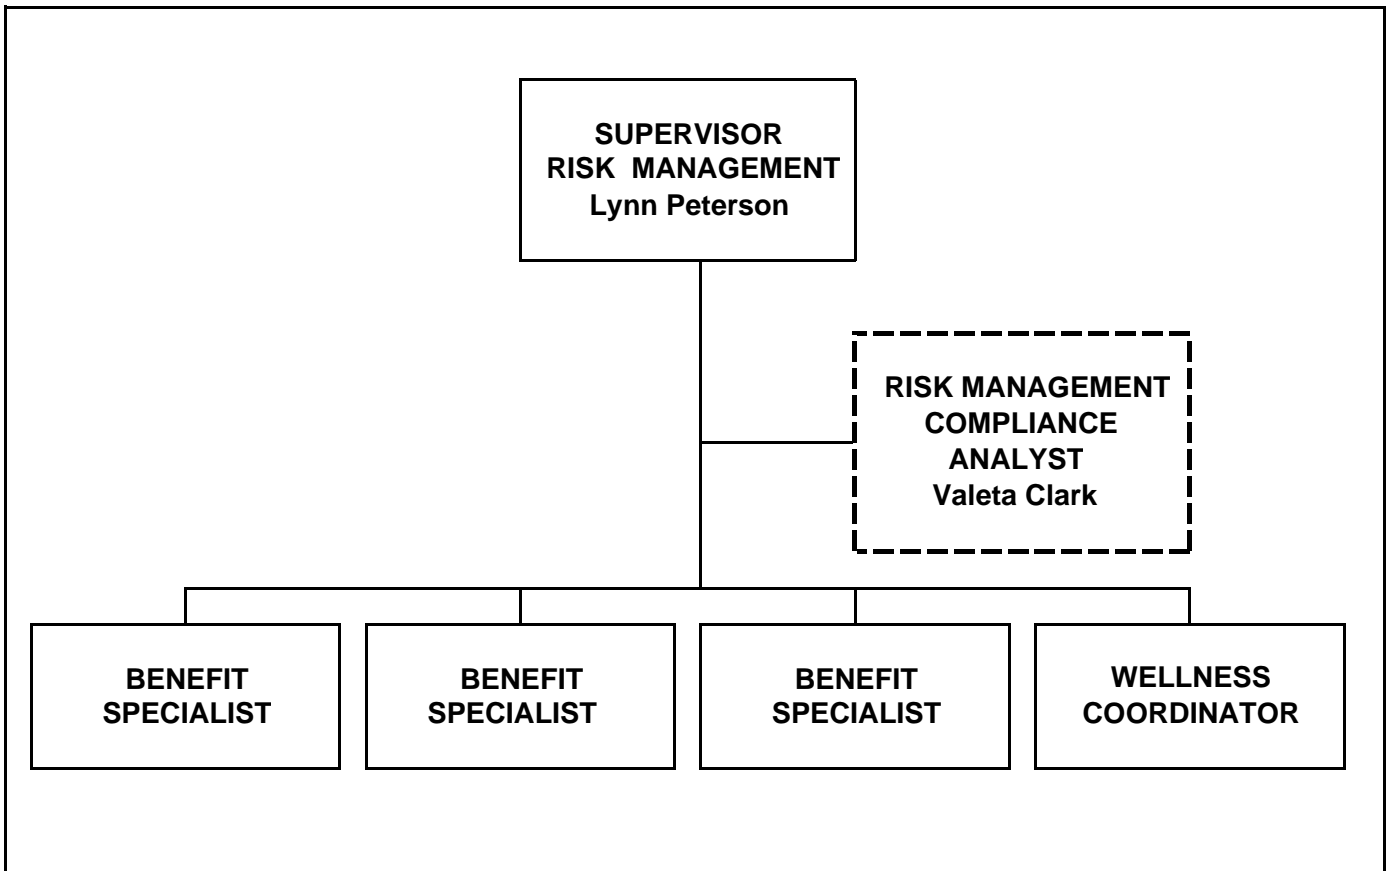 SUPERVISOR
RISK MANAGEMENT
Lynn Peterson
RISK MANAGEMENT
COMPLIANCE
ANALYST
Valeta Clark
BENEFIT
SPECIALIST
BENEFIT
SPECIALIST
BENEFIT
SPECIALIST
WELLNESS
COORDINATOR